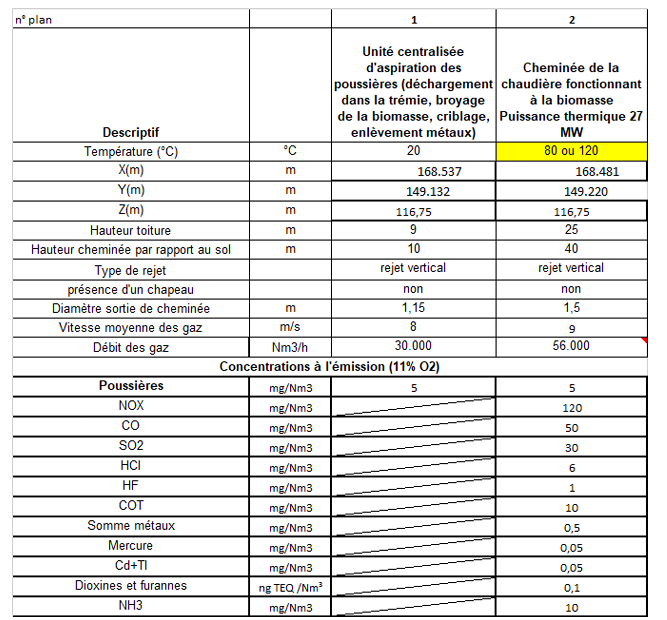 n° plan 1 2
Descriptif Unité centralisée d'aspiration des poussières (déchargement dans la trémie, broyage de la biomasse, criblage, enlèvement métaux) Cheminée de la chaudière fonctionnant à la biomasse Puissance thermique 27 MW
Température (°C) °C 20 80 ou 120
X(m) m 168.537 168.481
Y(m) m 149.132 149.220
Z(m) m 116,75 116,75
Hauteur toiture m 9 25
Hauteur cheminée par rapport au sol m 10 40
Type de rejet rejet vertical rejet vertical
présence d'un chapeau non non
Diamètre sortie de cheminée m 1,15 1,5
Vitesse moyenne des gaz m/s 8 9
Débit des gaz Nm3/h 30.000 56.000
Concentrations à l'émission (11% O2)
Poussières mg/Nm3 5 5
NOX mg/Nm3 120
CO mg/Nm3 50
SO2 mg/Nm3 30
HCl mg/Nm3 6
HF mg/Nm3 1
COT mg/Nm3 10
Somme métaux mg/Nm3 0,5
Mercure mg/Nm3 0,05
Cd+Tl mg/Nm3 0,05
Dioxines et furannes ng TEQ /Nm³ 0,1
NH3 mg/Nm3 10